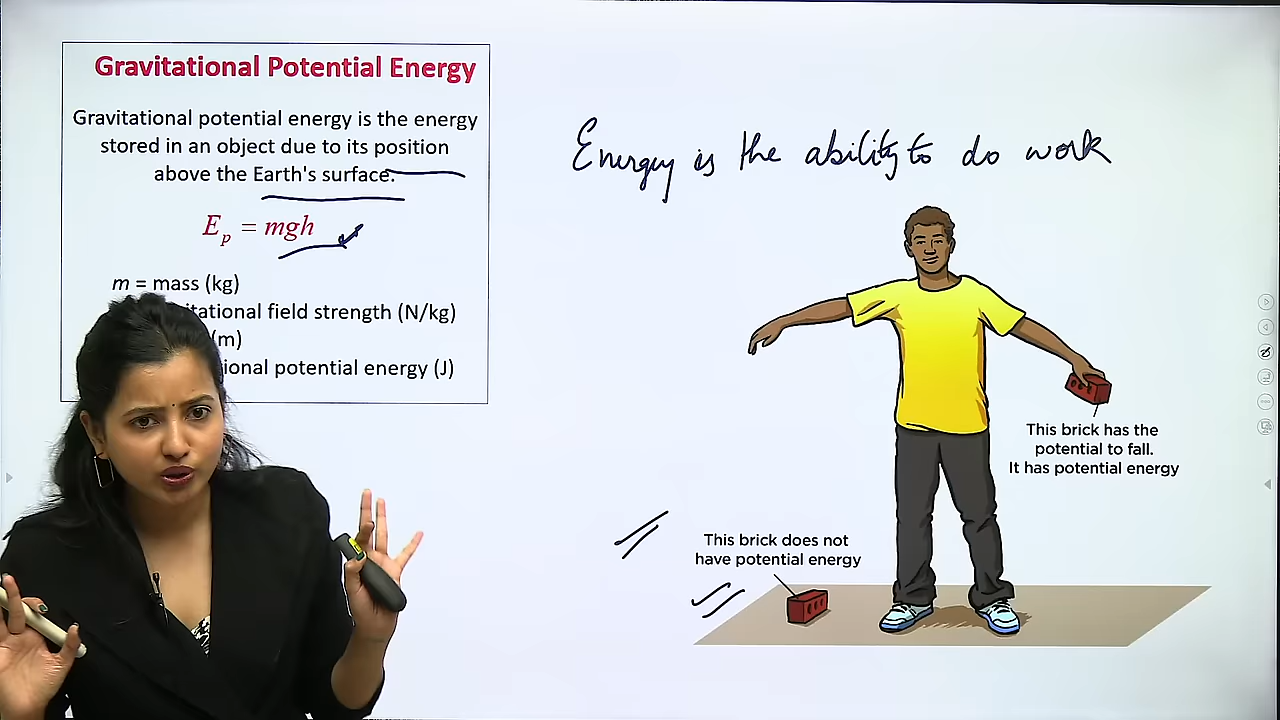 Gravitational Potential Energy
Gravitational potential energy is the energy
stored in an object due to its position
above the Earth's surface.
E_p = mgh
m = mass (kg)
itational field strength (N/kg)
(m)
ional potential energy (J)
Energy is the ability to do work
This brick has the
potential to fall.
It has potential energy
This brick does not
have potential energy